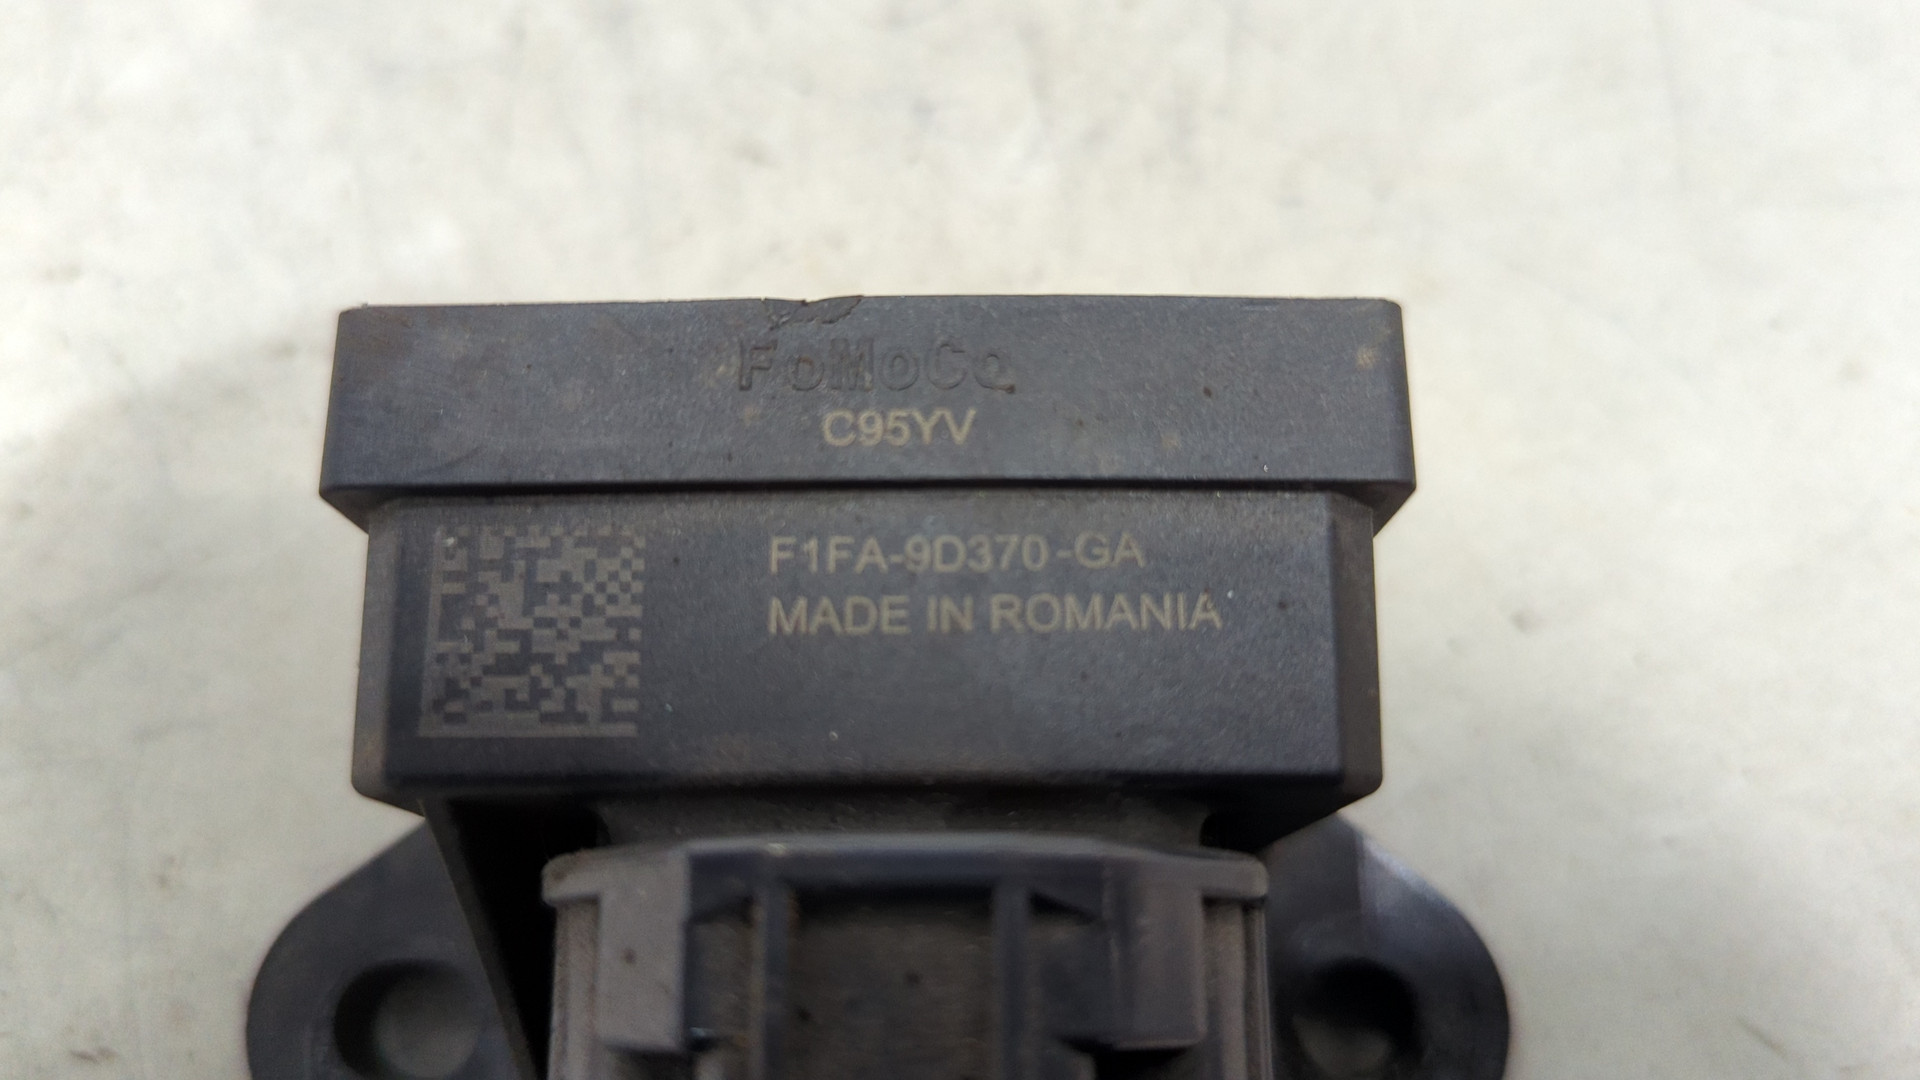 FoMoCo
C95YV
F1FA-9D370-GA
MADE IN ROMANIA